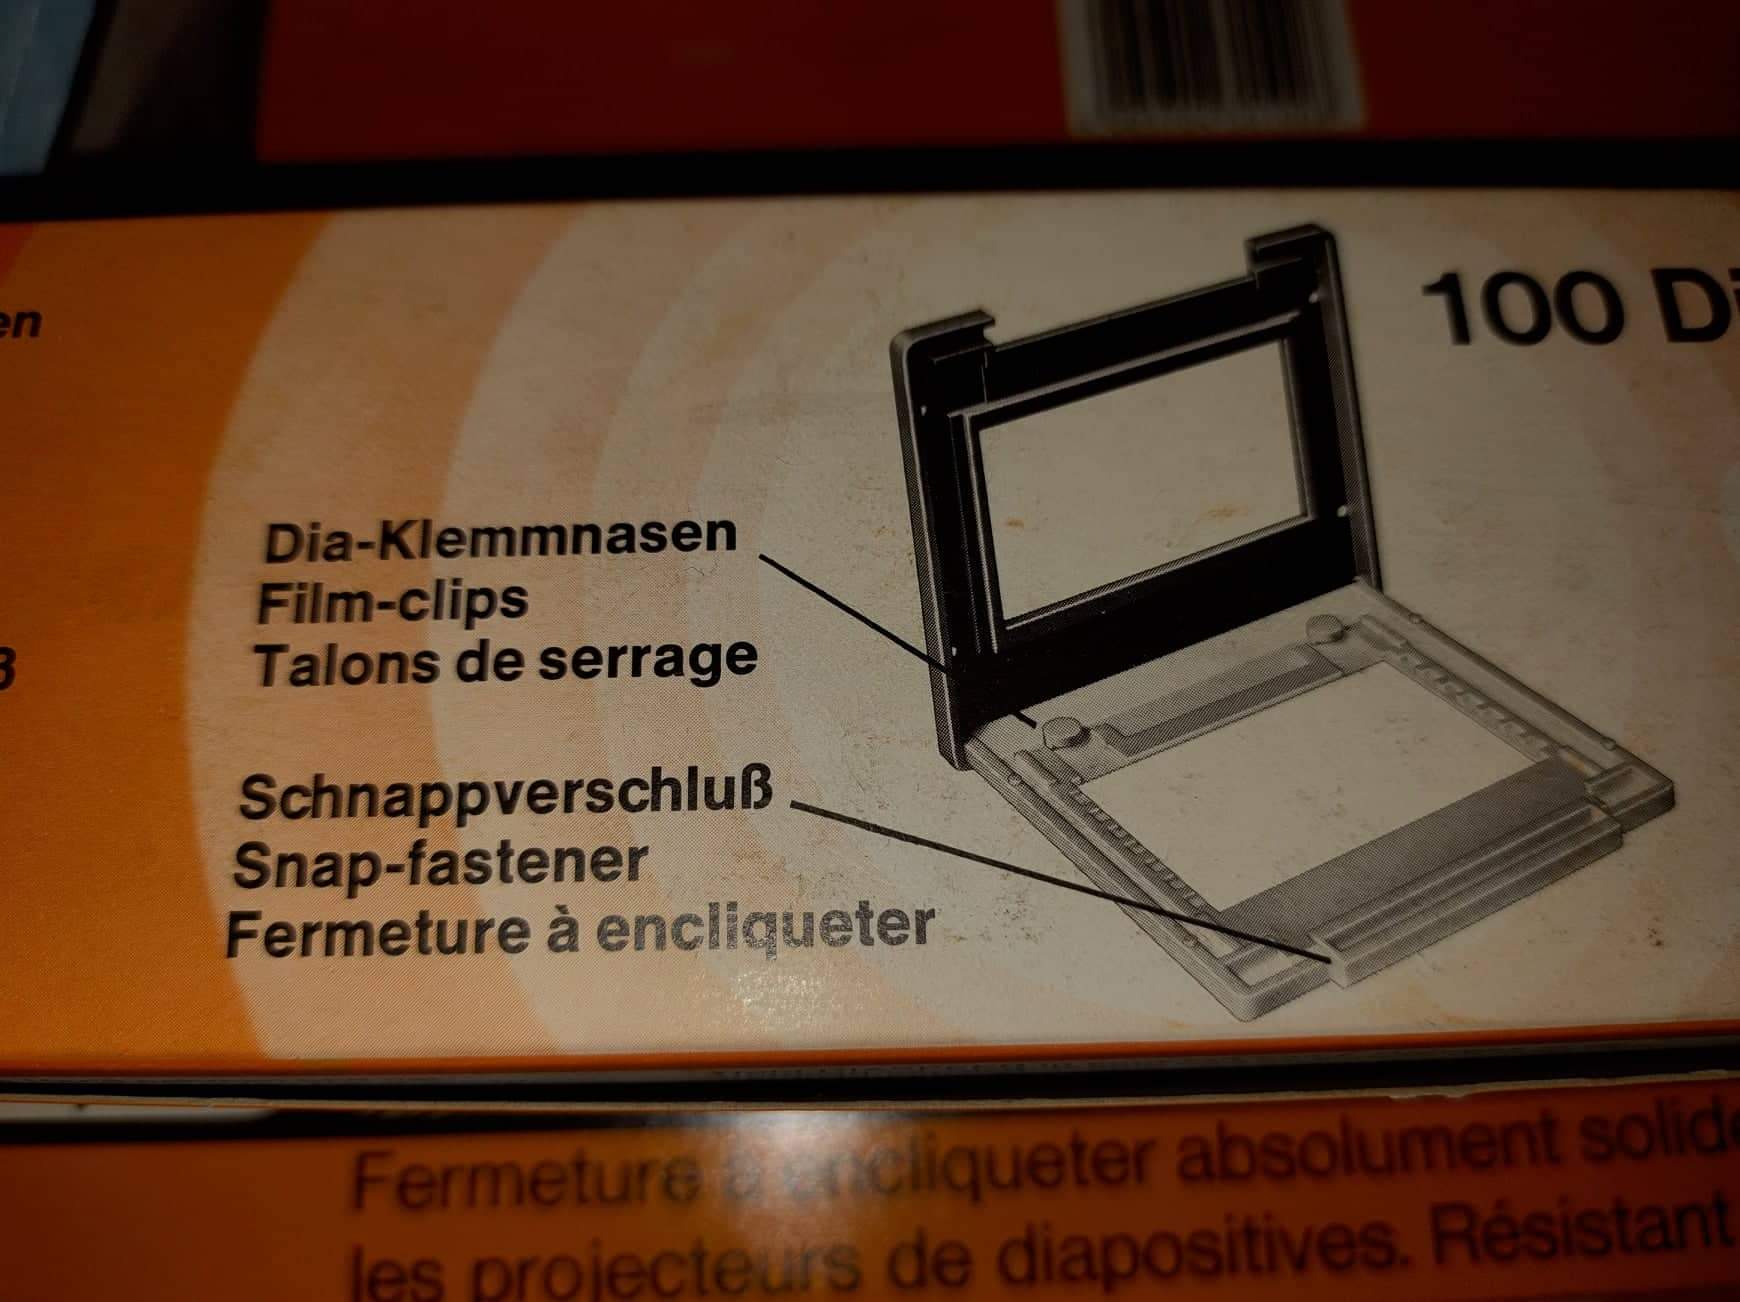 100 Di
en
Dia-Klemmnasen
Film-clips
Talons de serrage
Schnappverschluß
Snap-fastener
Fermeture à encliqueter
Fermeture à encliqueter absolument solide
les projecteurs de diapositives. Résistant